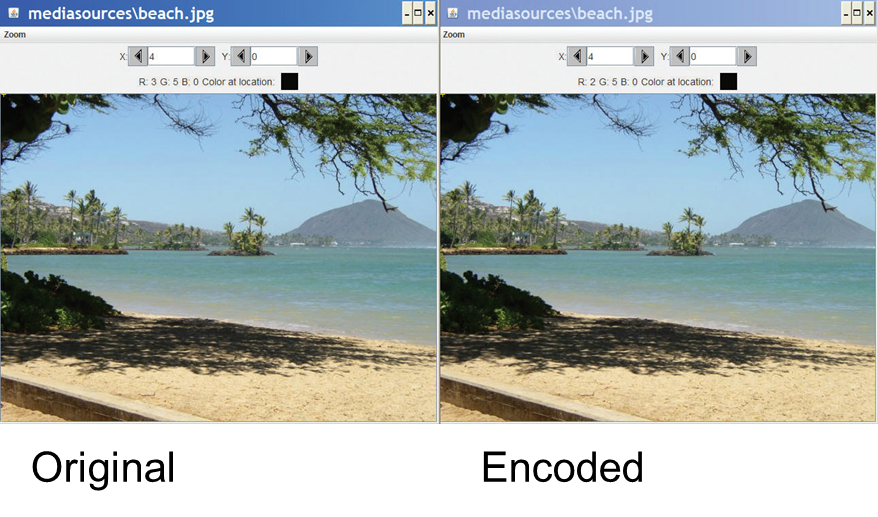 mediasources\beach.jpg
Zoom
X: 4 Y: 0
R: 3 G: 5 B: 0 Color at location:
Original
mediasources\beach.jpg
Zoom
X: 4 Y: 0
R: 2 G: 5 B: 0 Color at location:
Encoded